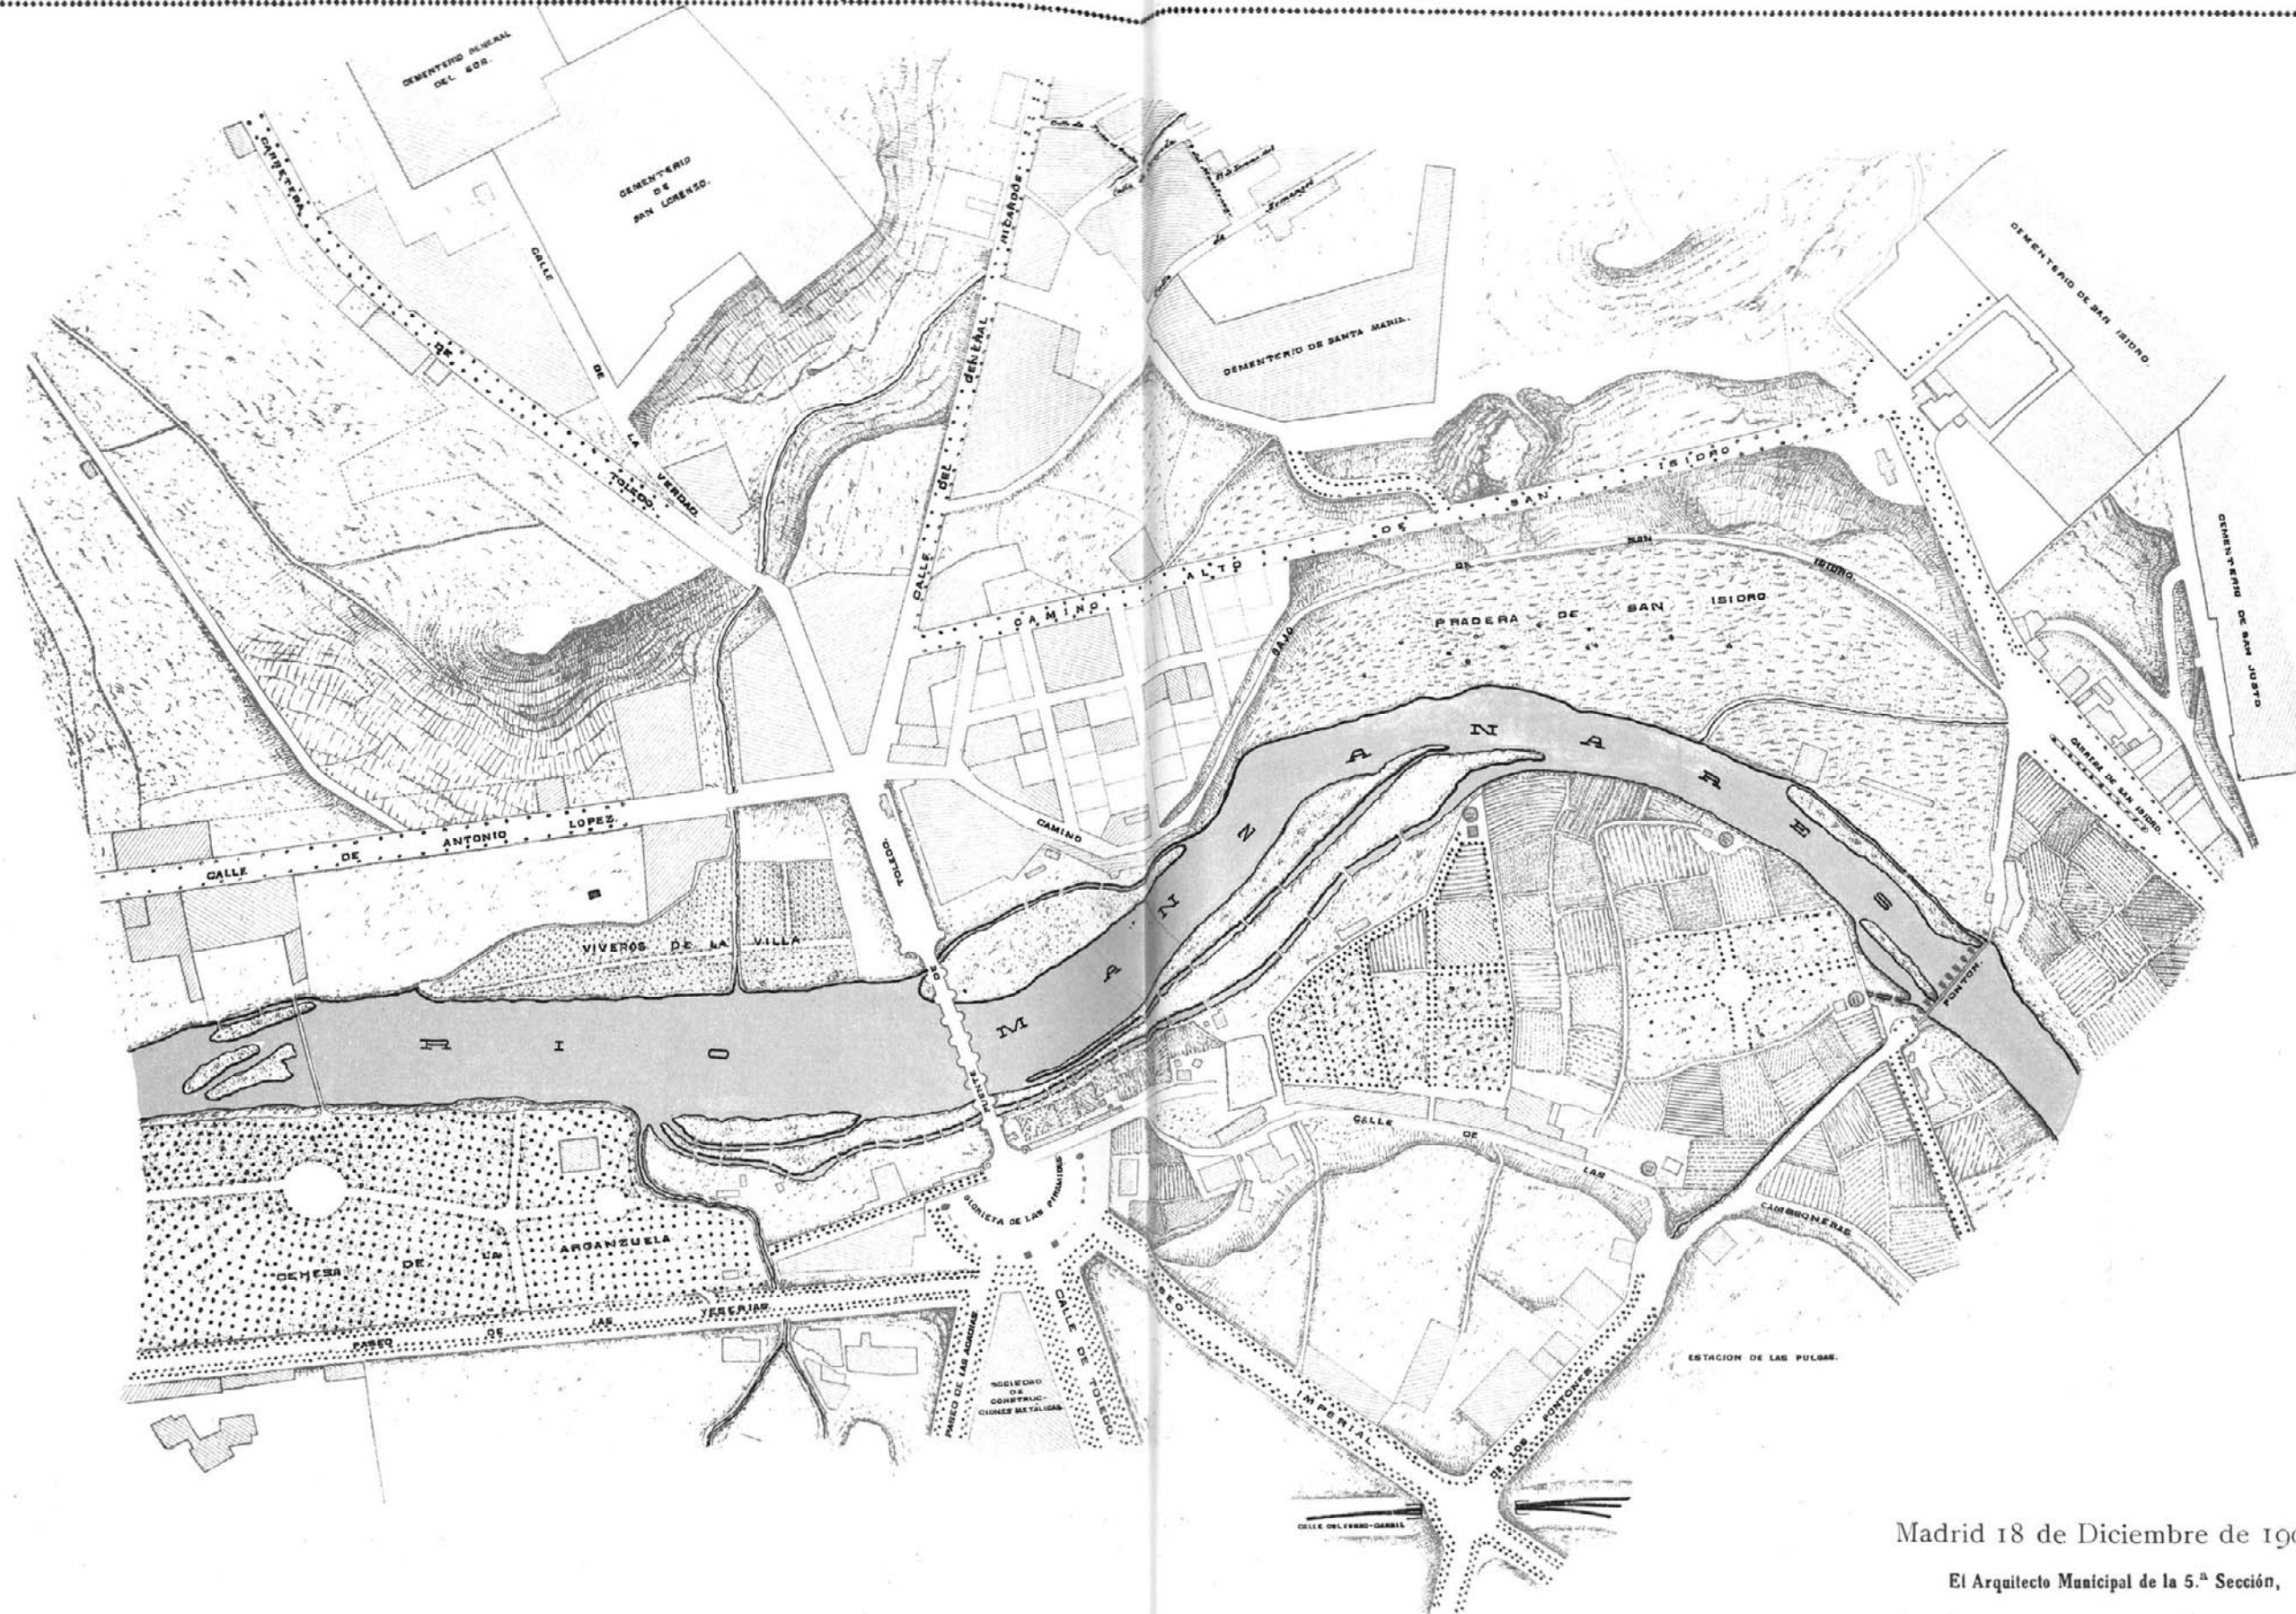 CEMENTERIO GENERAL
DEL SUR.
CEMENTERIO
DE
SAN LORENZO.
CARRETERA
DE
TOLEDO.
CALLE
DE
LA
VERDAD.
CALLE
DEL
GENERAL
RICARDOS
CEMENTERIO DE SANTA MARIA.
CEMENTERIO DE SAN ISIDRO.
CEMENTERIO DE SAN JUSTO
CAMINO
ALTO
DE
SAN
ISIDRO
CAMINO
BAJO
DE
SAN
ISIDRO
PRADERA DE SAN ISIDRO
CARRERA DE SAN ISIDRO.
CALLE
DE
ANTONIO
LOPEZ.
VIVEROS DE LA VILLA
PUENTE
DE
TOLEDO.
RIO
MANZANARES
PONTON
DEHESA
DE
LA
ARGANZUELA
GLORIETA DE LAS PIRAMIDES
CALLE
DE
LAS
CAMBRONERAS
PASEO
DE
LAS
YESERIAS
PASEO DE LAS ACACIAS
SOCIEDAD
DE
CONSTRUC-
CIONES METALICAS
CALLE DE TOLEDO
SEO
IMPERIAL
DE LOS
PONTONES
ESTACION DE LAS PULGAS.
CALLE DEL FERRO-CARRIL
Madrid 18 de Diciembre de 190
El Arquitecto Municipal de la 5.ª Sección,